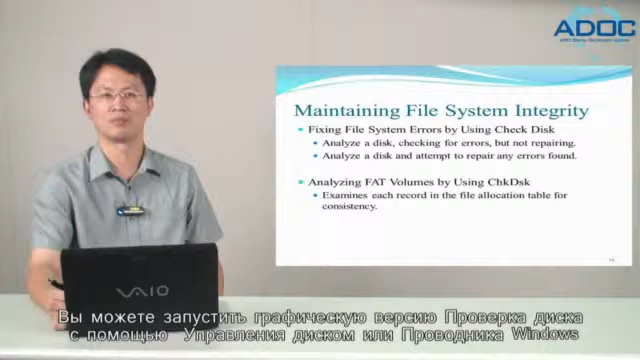 ADOC
Maintaining File System Integrity
Fixing File System Errors by Using Check Disk
Analyze a disk, checking for errors, but not repairing.
Analyze a disk and attempt to repair any errors found.
Analyzing FAT Volumes by Using ChkDsk
Examines each record in the file allocation table for
consistency.
VAIO
Вы можете запустить графическую версию Проверка диска
с помощью Управления диском или Проводника Windows